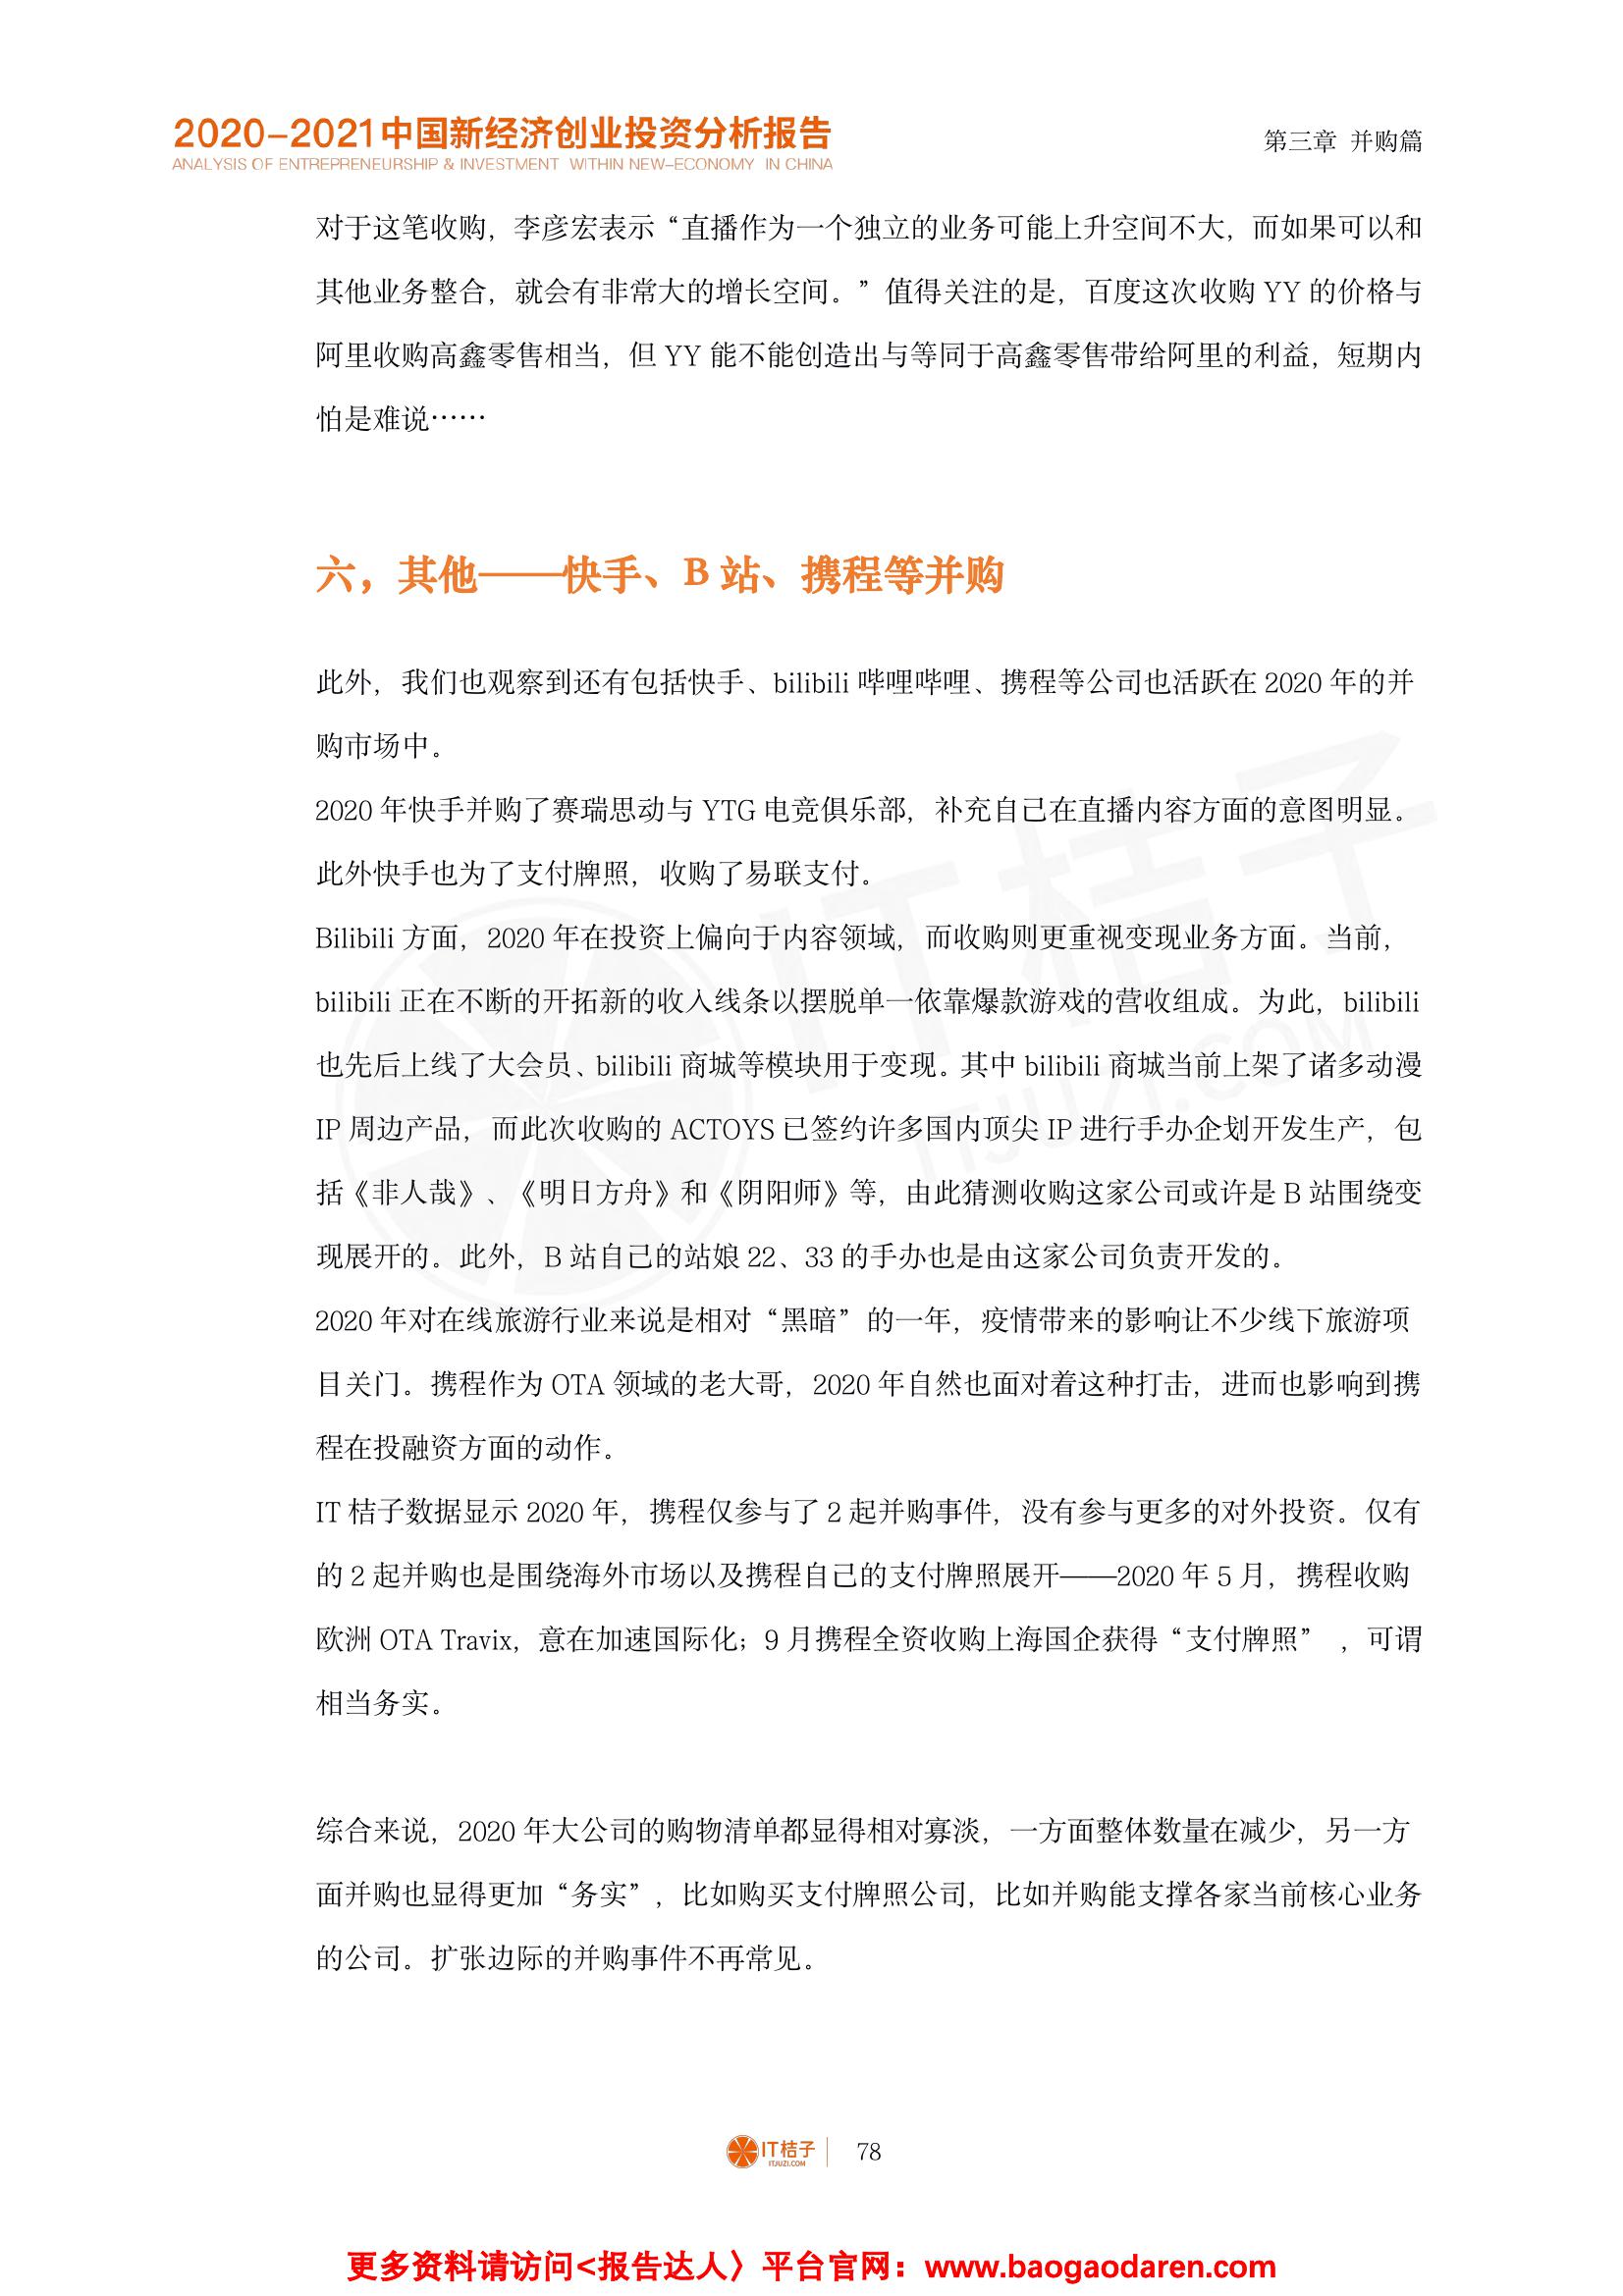 2020-2021中国新经济创业投资分析报告
ANALYSIS OF ENTREPRENEURSHIP & INVESTMENT WITHIN NEW-ECONOMY IN CHINA
第三章 并购篇
对于这笔收购，李彦宏表示“直播作为一个独立的业务可能上升空间不大，而如果可以和
其他业务整合，就会有非常大的增长空间。”值得关注的是，百度这次收购 YY 的价格与
阿里收购高鑫零售相当，但 YY 能不能创造出与等同于高鑫零售带给阿里的利益，短期内
怕是难说……
六，其他——快手、B 站、携程等并购
此外，我们也观察到还有包括快手、bilibili 哔哩哔哩、携程等公司也活跃在 2020 年的并
购市场中。
2020 年快手并购了赛瑞思动与 YTG 电竞俱乐部，补充自己在直播内容方面的意图明显。
此外快手也为了支付牌照，收购了易联支付。
Bilibili 方面，2020 年在投资上偏向于内容领域，而收购则更重视变现业务方面。当前，
bilibili 正在不断的开拓新的收入线条以摆脱单一依靠爆款游戏的营收组成。为此，bilibili
也先后上线了大会员、bilibili 商城等模块用于变现。其中 bilibili 商城当前上架了诸多动漫
IP 周边产品，而此次收购的 ACTOYS 已签约许多国内顶尖 IP 进行手办企划开发生产，包
括《非人哉》、《明日方舟》和《阴阳师》等，由此猜测收购这家公司或许是 B 站围绕变
现展开的。此外，B 站自己的站娘 22、33 的手办也是由这家公司负责开发的。
2020 年对在线旅游行业来说是相对“黑暗”的一年，疫情带来的影响让不少线下旅游项
目关门。携程作为 OTA 领域的老大哥，2020 年自然也面对着这种打击，进而也影响到携
程在投融资方面的动作。
IT 桔子数据显示 2020 年，携程仅参与了 2 起并购事件，没有参与更多的对外投资。仅有
的 2 起并购也是围绕海外市场以及携程自己的支付牌照展开——2020 年 5 月，携程收购
欧洲 OTA Travix，意在加速国际化；9 月携程全资收购上海国企获得“支付牌照” ，可谓
相当务实。
综合来说，2020 年大公司的购物清单都显得相对寡淡，一方面整体数量在减少，另一方
面并购也显得更加“务实”，比如购买支付牌照公司，比如并购能支撑各家当前核心业务
的公司。扩张边际的并购事件不再常见。
IT桔子
ITJUZI.COM
IT桔子
ITJUZI.COM
78
更多资料请访问<报告达人〉平台官网：www.baogaodaren.com